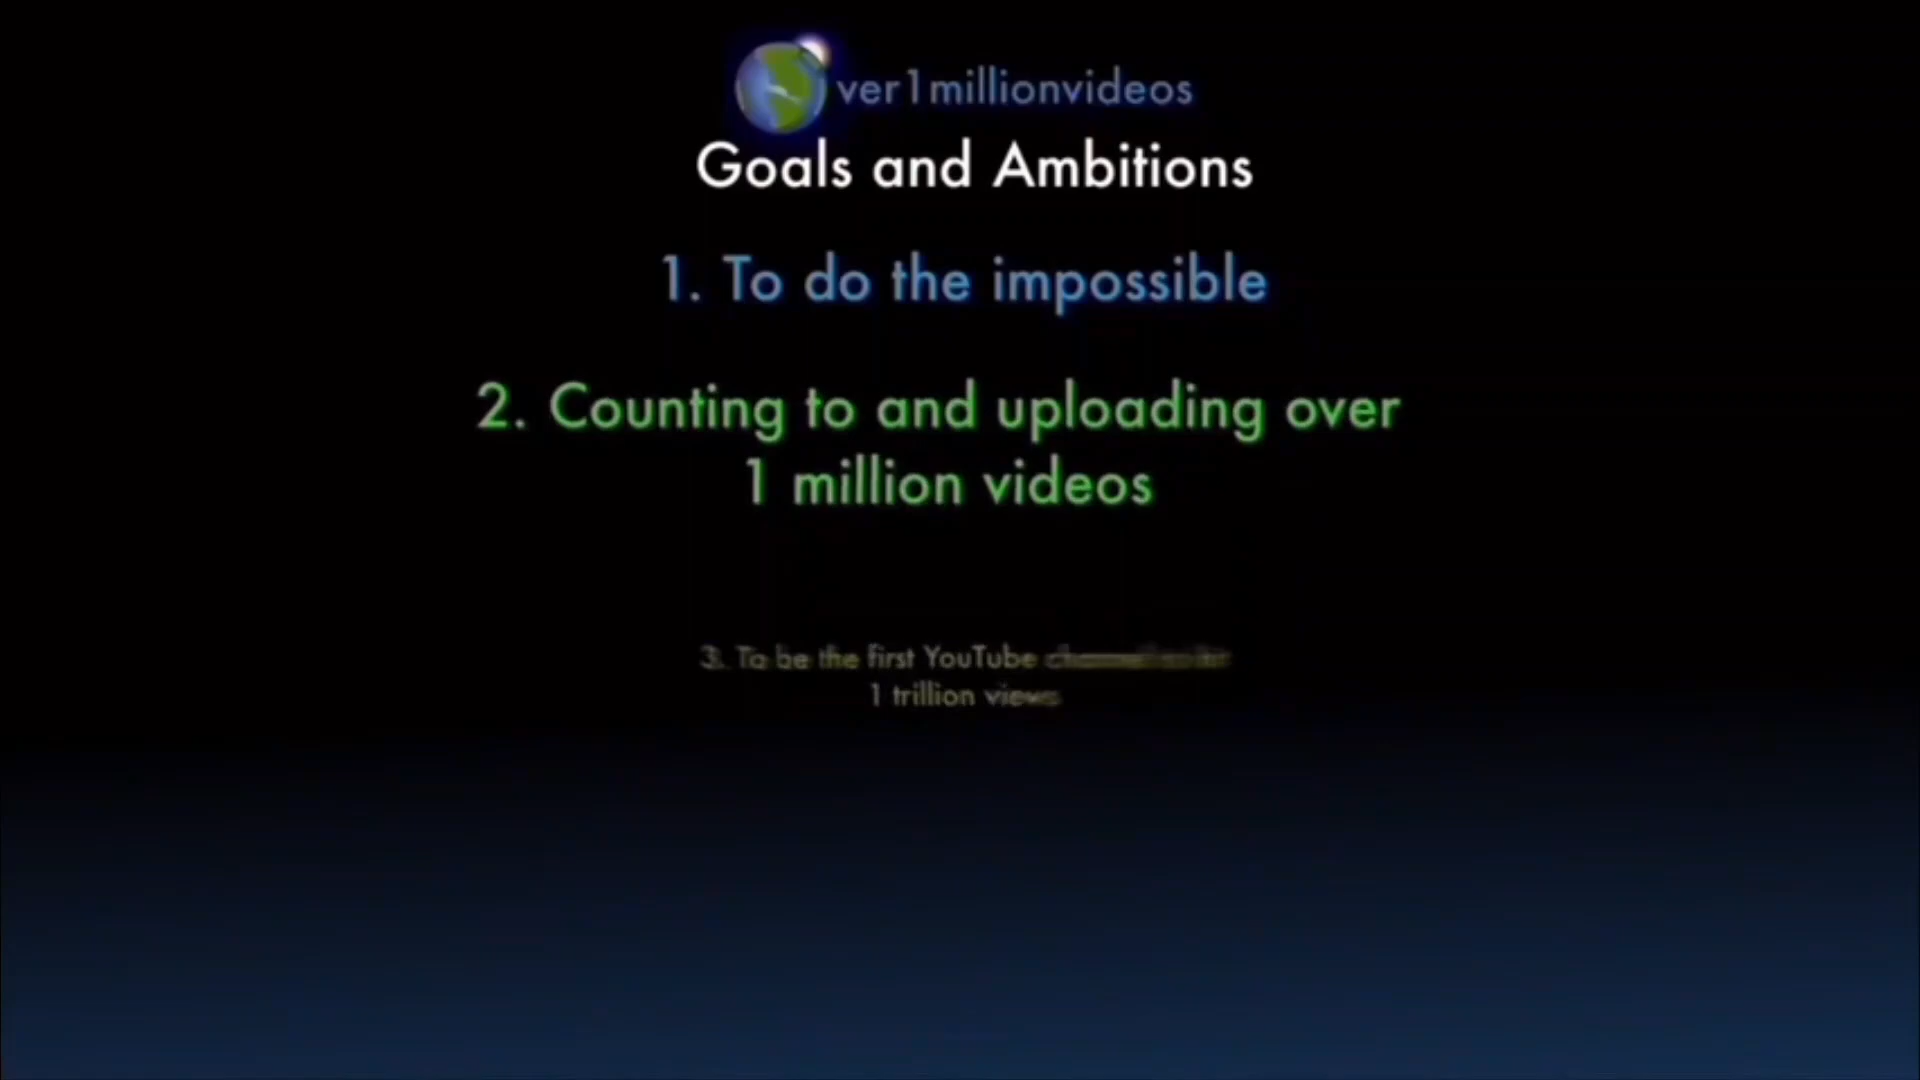 ver1millionvideos
Goals and Ambitions
1. To do the impossible
2. Counting to and uploading over
1 million videos
3. To be the first YouTube
1 trillion views